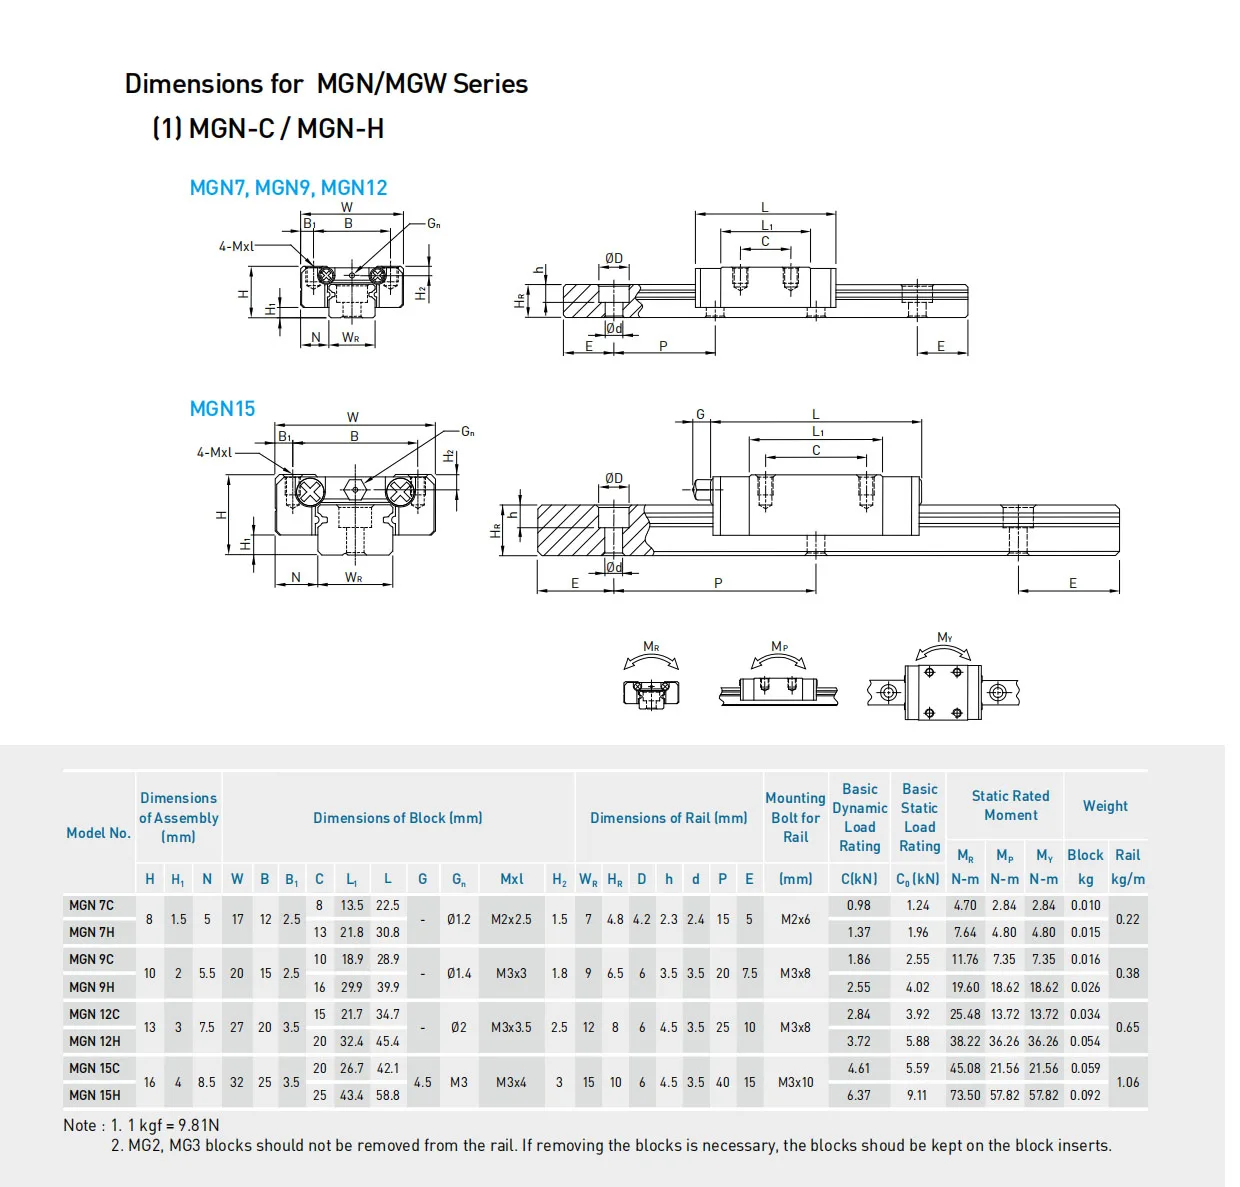 Dimensions for MGN/MGW Series
(1) MGN-C / MGN-H
MGN7, MGN9, MGN12
W
B1 B Gn
4-Mxl
H H1 H2
N WR
L
L1
C
ØD
h
HR
Ød
E P E
MGN15
W
B1 B Gn
4-Mxl
H2
H
H1
N WR
G L
L1
C
ØD
h
HR
Ød
E P E
MR MP MY
Model No. Dimensions of Assembly (mm) Dimensions of Block (mm) Dimensions of Rail (mm) Mounting Bolt for Rail Basic Dynamic Load Rating Basic Static Load Rating Static Rated Moment Weight
MR MP MY Block Rail
H H1 N W B B1 C L1 L G Gn Mxl H2 WR HR D h d P E (mm) C(kN) C0 (kN) N-m N-m N-m kg kg/m
MGN 7C 8 13.5 22.5 0.98 1.24 4.70 2.84 2.84 0.010
8 1.5 5 17 12 2.5 - Ø1.2 M2x2.5 1.5 7 4.8 4.2 2.3 2.4 15 5 M2x6 0.22
MGN 7H 13 21.8 30.8 1.37 1.96 7.64 4.80 4.80 0.015
MGN 9C 10 18.9 28.9 1.86 2.55 11.76 7.35 7.35 0.016
10 2 5.5 20 15 2.5 - Ø1.4 M3x3 1.8 9 6.5 6 3.5 3.5 20 7.5 M3x8 0.38
MGN 9H 16 29.9 39.9 2.55 4.02 19.60 18.62 18.62 0.026
MGN 12C 15 21.7 34.7 2.84 3.92 25.48 13.72 13.72 0.034
13 3 7.5 27 20 3.5 - Ø2 M3x3.5 2.5 12 8 6 4.5 3.5 25 10 M3x8 0.65
MGN 12H 20 32.4 45.4 3.72 5.88 38.22 36.26 36.26 0.054
MGN 15C 20 26.7 42.1 4.61 5.59 45.08 21.56 21.56 0.059
16 4 8.5 32 25 3.5 4.5 M3 M3x4 3 15 10 6 4.5 3.5 40 15 M3x10 1.06
MGN 15H 25 43.4 58.8 6.37 9.11 73.50 57.82 57.82 0.092
Note : 1. 1 kgf = 9.81N
2. MG2, MG3 blocks should not be removed from the rail. If removing the blocks is necessary, the blocks shoud be kept on the block inserts.